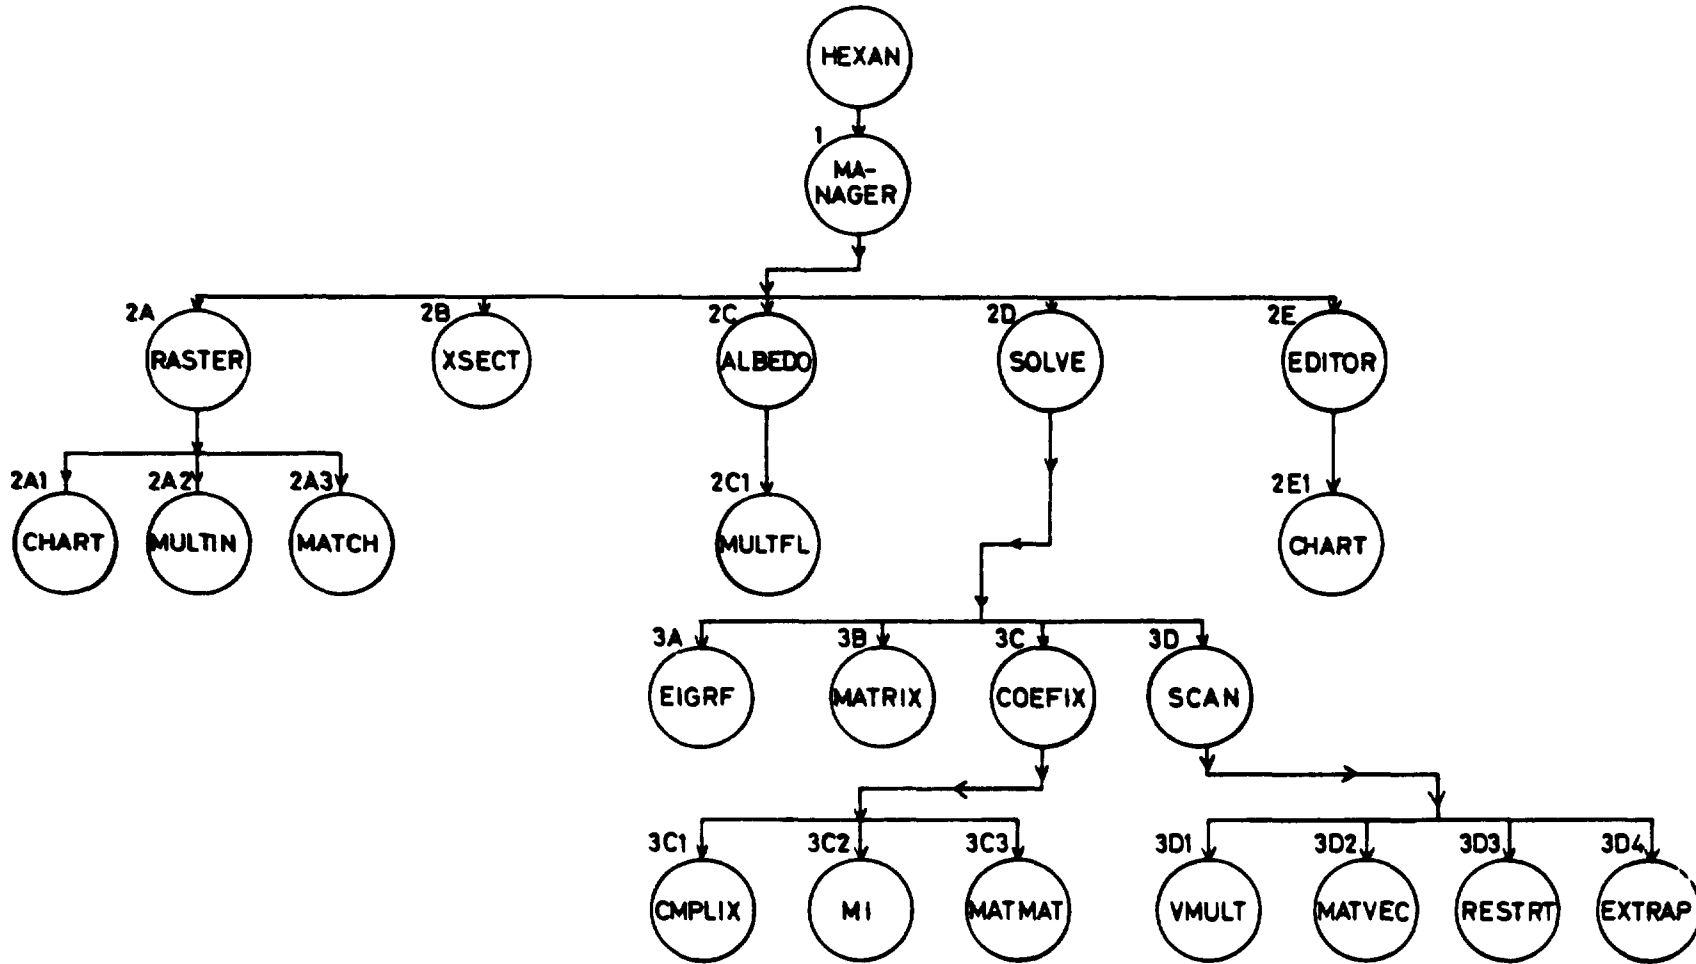 HEXAN
1
MA-
NAGER
2A
2B
2C
2D
2E
RASTER
XSECT
ALBEDO
SOLVE
EDITOR
2A1
2A2
2A3
2C1
2E1
CHART
MULTIN
MATCH
MULTFL
CHART
3A
3B
3C
3D
EIGRF
MATRIX
COEFIX
SCAN
3C1
3C2
3C3
3D1
3D2
3D3
3D4
CMPLIX
MI
MATMAT
VMULT
MATVEC
RESTRT
EXTRAP